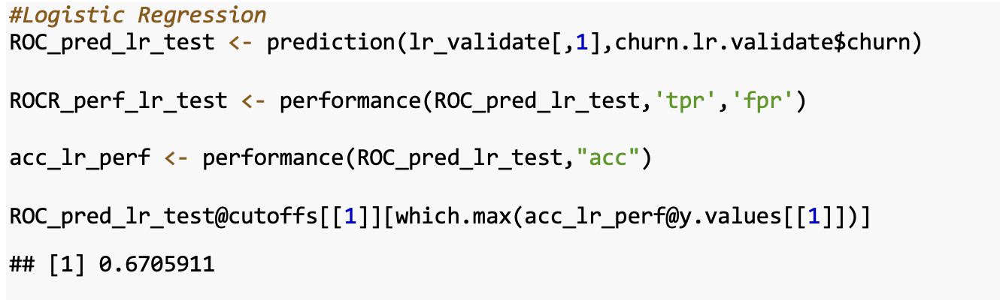 #Logistic Regression
ROC_pred_lr_test <- prediction(lr_validate[,1],churn.lr.validate$churn)
ROCR_perf_lr_test <- performance(ROC_pred_lr_test,'tpr','fpr')
acc_lr_perf <- performance(ROC_pred_lr_test,"acc")
ROC_pred_lr_test@cutoffs[[1]][which.max(acc_lr_perf@y.values[[1]])]
## [1] 0.6705911